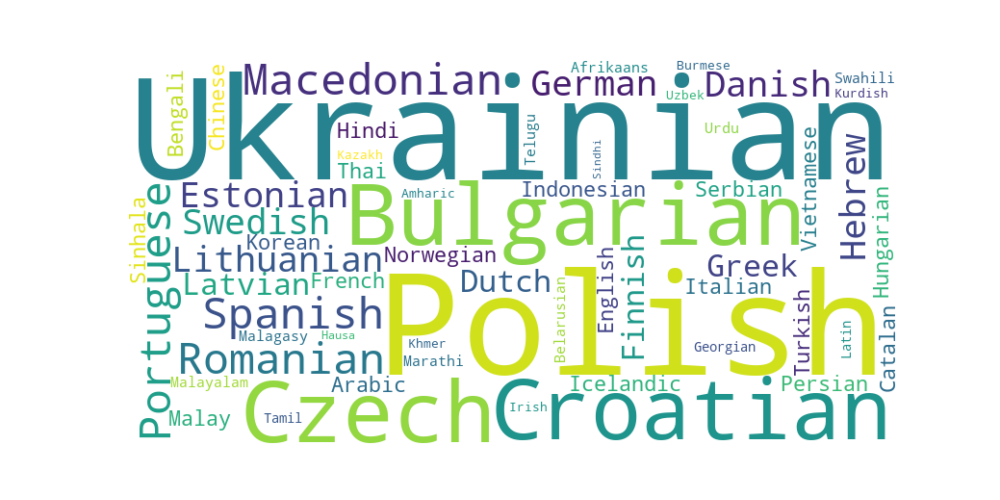 Ukrainian
Macedonian
German
Afrikaans
Burmese
Uzbek
Danish
Swahili
Kurdish
Bengali
Chinese
Hindi
Kazakh
Thai
Telugu
Sindhi
Urdu
Vietnamese
Hebrew
Portuguese
Sinhala
Estonian
Swedish
Bulgarian
Amharic
Indonesian
Serbian
Hungarian
Korean
Lithuanian
Norwegian
Latvian
French
Dutch
English
Finnish
Greek
Italian
Spanish
Polish
Belarusian
Turkish
Latin
Catalan
Malagasy
Hausa
Khmer
Marathi
Georgian
Romanian
Malayalam
Arabic
Icelandic
Persian
Malay
Tamil
Czech
Irish
Croatian